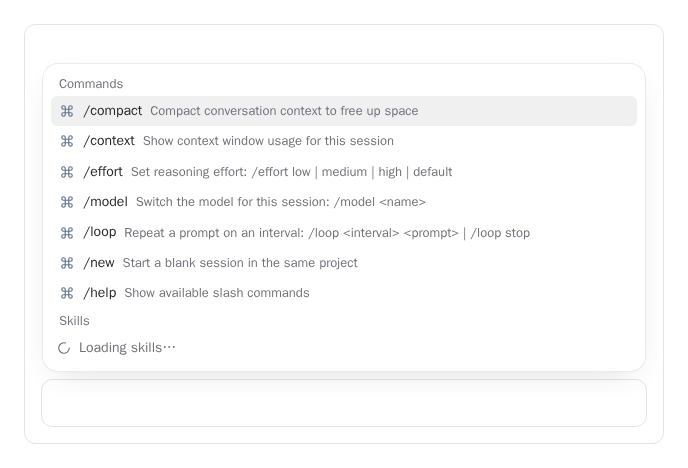 Commands
/compact Compact conversation context to free up space
/context Show context window usage for this session
/effort Set reasoning effort: /effort low | medium | high | default
/model Switch the model for this session: /model <name>
/loop Repeat a prompt on an interval: /loop <interval> <prompt> | /loop stop
/new Start a blank session in the same project
/help Show available slash commands
Skills
Loading skills···